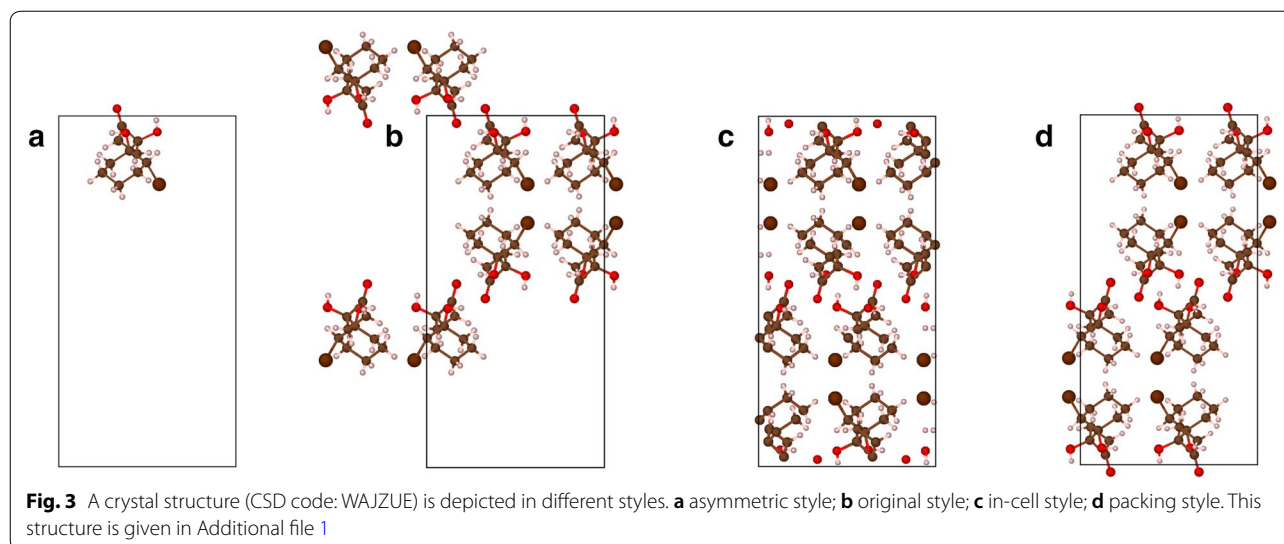 a
b
c
d
Fig. 3 A crystal structure (CSD code: WAJZUE) is depicted in different styles. a asymmetric style; b original style; c in-cell style; d packing style. This
structure is given in Additional file 1